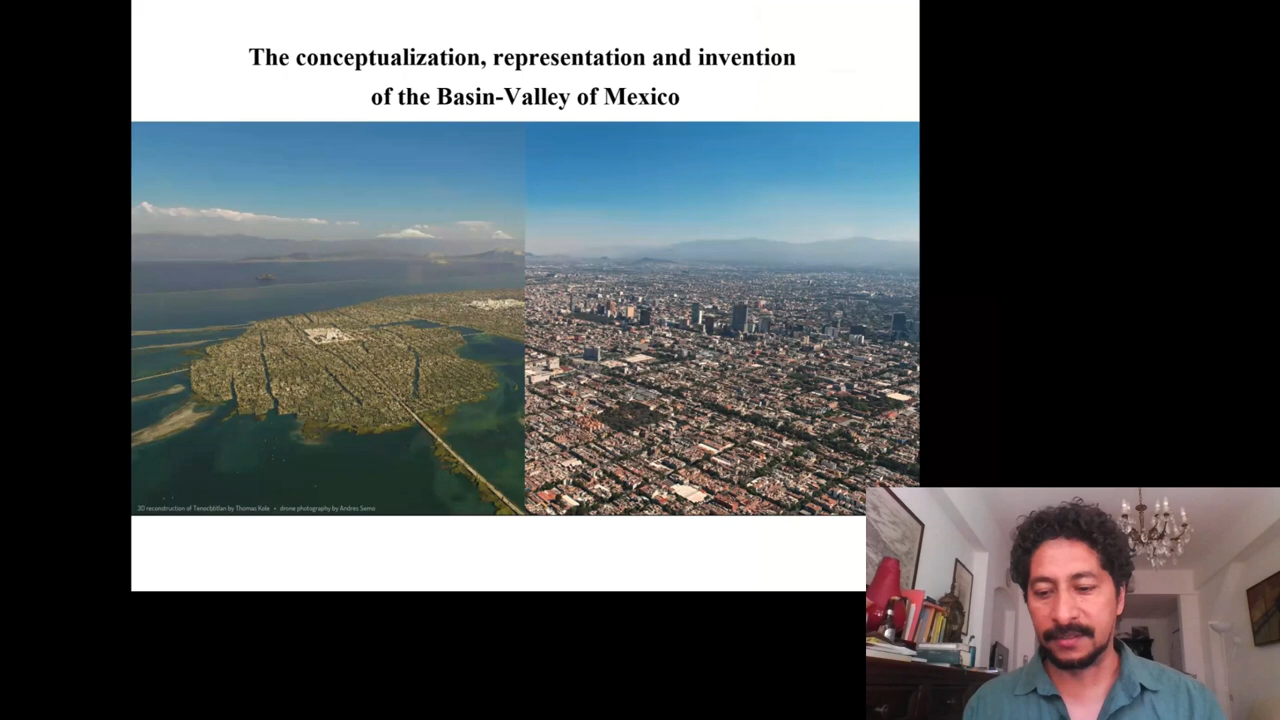 The conceptualization, representation and invention
of the Basin-Valley of Mexico
3D reconstruction of Tenochtitlan by Thomas Kole • drone photography by Andres Semo